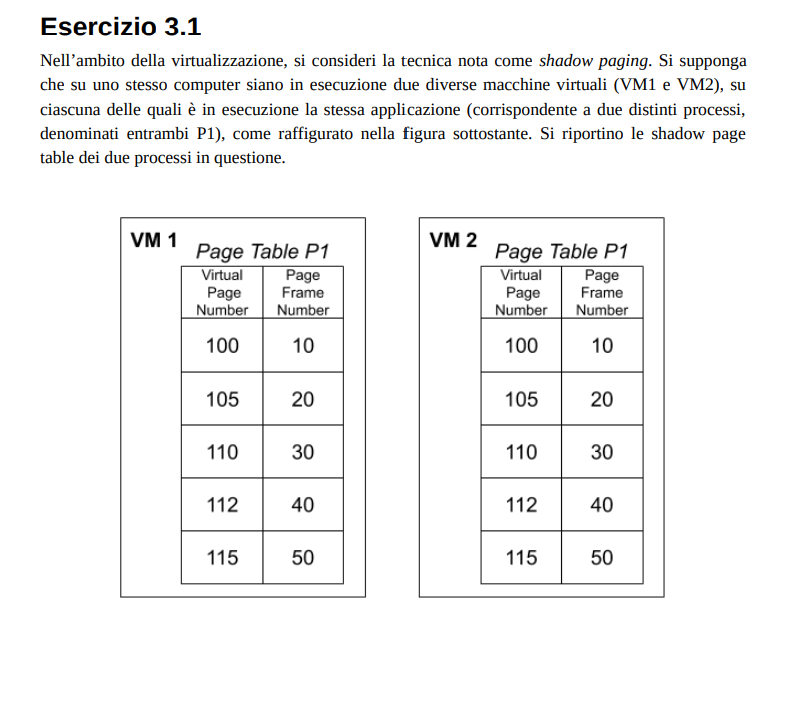 Esercizio 3.1
Nell’ambito della virtualizzazione, si consideri la tecnica nota come shadow paging. Si supponga
che su uno stesso computer siano in esecuzione due diverse macchine virtuali (VM1 e VM2), su
ciascuna delle quali è in esecuzione la stessa applicazione (corrispondente a due distinti processi,
denominati entrambi P1), come raffigurato nella figura sottostante. Si riportino le shadow page
table dei due processi in questione.
VM 1
Page Table P1
Virtual Page Number
Page Frame Number
100 10
105 20
110 30
112 40
115 50
VM 2
Page Table P1
Virtual Page Number
Page Frame Number
100 10
105 20
110 30
112 40
115 50